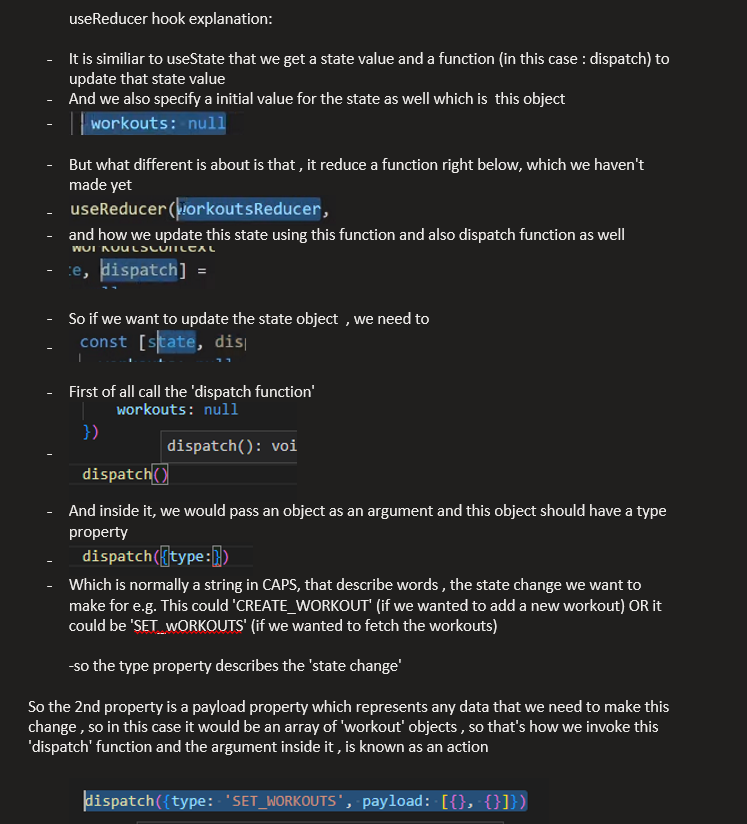 useReducer hook explanation:
- It is similiar to useState that we get a state value and a function (in this case : dispatch) to
update that state value
- And we also specify a initial value for the state as well which is this object
- workouts: null
- But what different is about is that , it reduce a function right below, which we haven't
made yet
- useReducer(workoutsReducer,
- and how we update this state using this function and also dispatch function as well
WorkoutsContext
- te, dispatch] =
- So if we want to update the state object , we need to
- const [state, dis
- First of all call the 'dispatch function'
workouts: null
})
- dispatch(): voi
dispatch()
- And inside it, we would pass an object as an argument and this object should have a type
property
- dispatch({type:})
- Which is normally a string in CAPS, that describe words , the state change we want to
make for e.g. This could 'CREATE_WORKOUT' (if we wanted to add a new workout) OR it
could be 'SET_wORKOUTS' (if we wanted to fetch the workouts)
-so the type property describes the 'state change'
So the 2nd property is a payload property which represents any data that we need to make this
change , so in this case it would be an array of 'workout' objects , so that's how we invoke this
'dispatch' function and the argument inside it , is known as an action
dispatch({type: 'SET_WORKOUTS', payload: [{}, {}]})